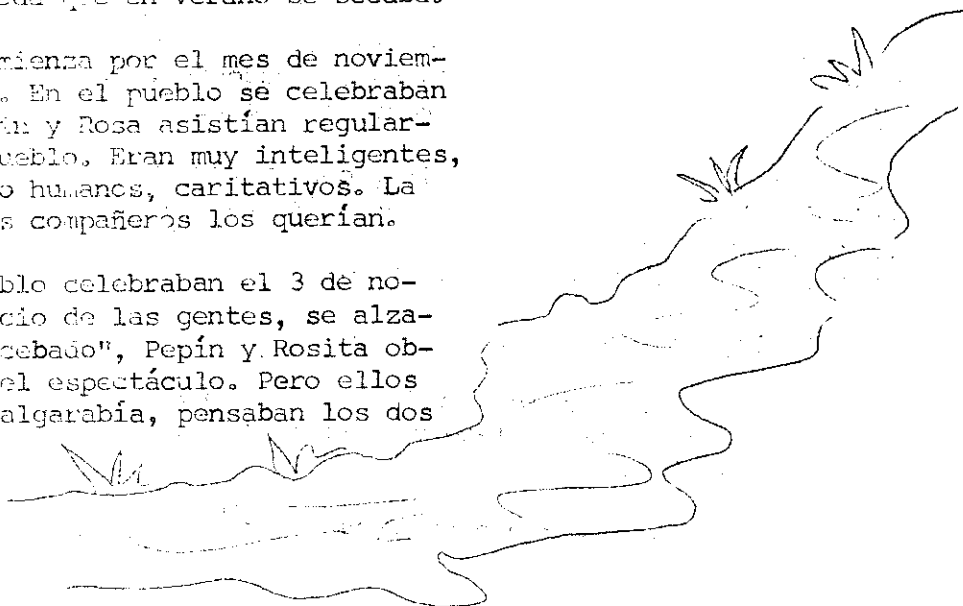 que en verano se secaba.
mienza por el mes de noviem-
. En el pueblo se celebraban
ín y Rosa asistían regular-
ueblo. Eran muy inteligentes,
o humanos, caritativos. La
s compañeros los querían.
blo celebraban el 3 de no-
cio de las gentes, se alza-
cebado", Pepín y Rosita ob-
el espectáculo. Pero ellos
algarabía, pensaban los dos